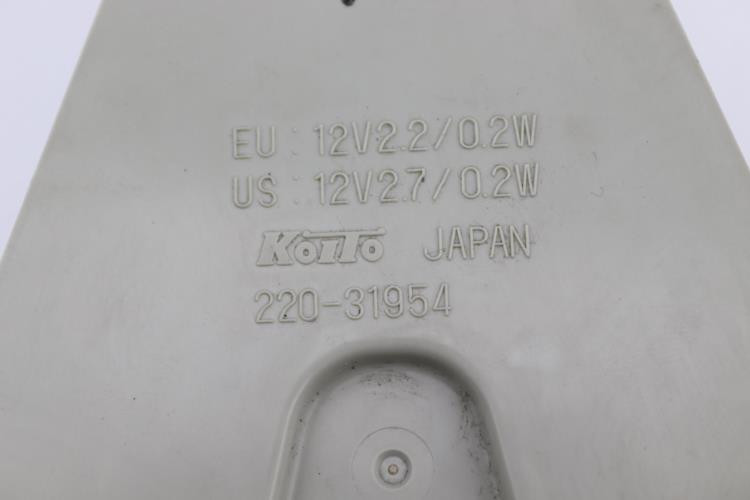 EU : 12V2.2/0.2W
US : 12V2.7/0.2W
KOITO JAPAN
220-31954